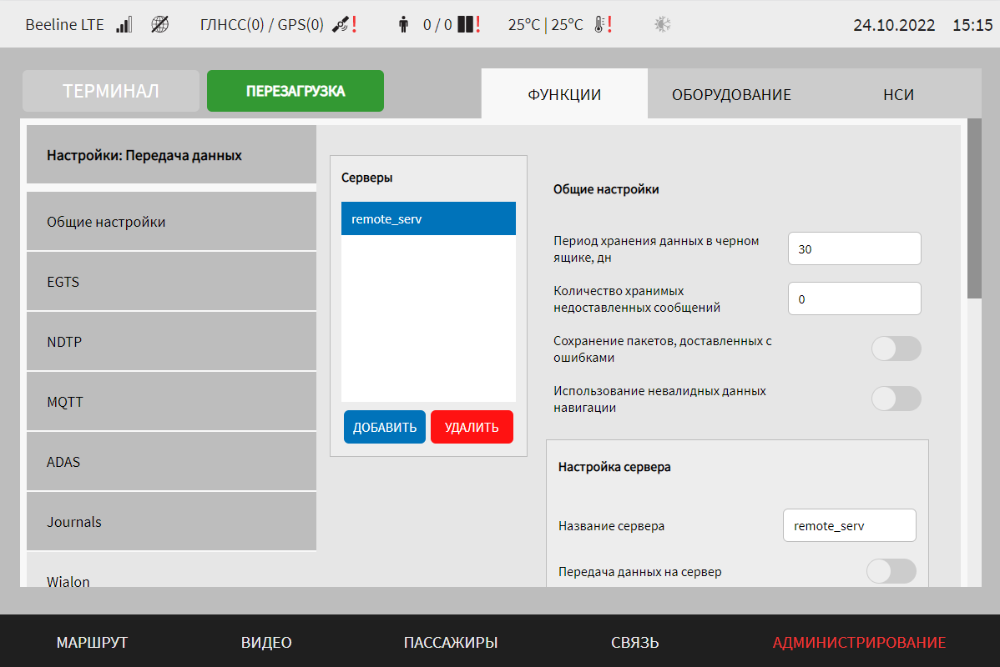 Beeline LTE ГЛНСС(0) / GPS(0) ! 0 / 0 ! 25°C | 25°C ! 24.10.2022 15:15
ТЕРМИНАЛ ПЕРЕЗАГРУЗКА ФУНКЦИИ ОБОРУДОВАНИЕ НСИ
Настройки: Передача данных
Общие настройки
EGTS
NDTP
MQTT
ADAS
Journals
Wialon
Серверы
remote_serv
ДОБАВИТЬ УДАЛИТЬ
Общие настройки
Период хранения данных в черном
ящике, дн
30
Количество хранимых
недоставленных сообщений
0
Сохранение пакетов, доставленных с
ошибками
Использование невалидных данных
навигации
Настройка сервера
Название сервера remote_serv
Передача данных на сервер
МАРШРУТ ВИДЕО ПАССАЖИРЫ СВЯЗЬ АДМИНИСТРИРОВАНИЕ